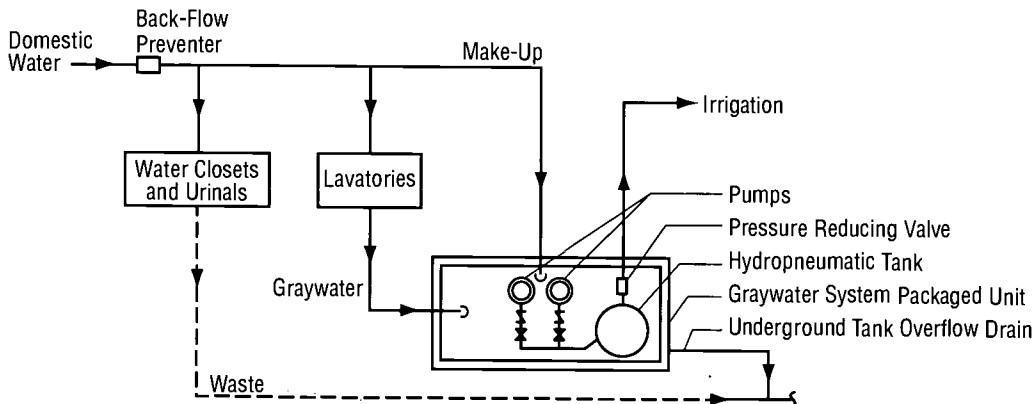 Back-Flow
Preventer
Domestic
Water
Make-Up
Irrigation
Water Closets
and Urinals
Lavatories
Pumps
Pressure Reducing Valve
Hydropneumatic Tank
Graywater
Graywater System Packaged Unit
Underground Tank Overflow Drain
Waste